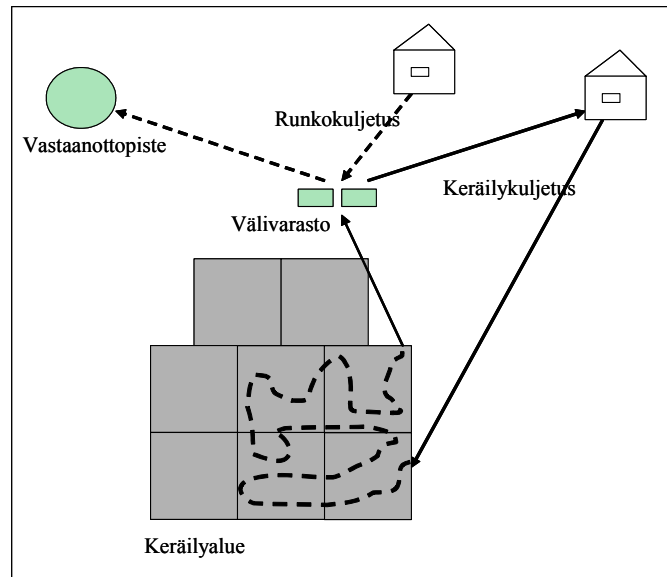 Runkokuljetus
Vastaanottopiste
Keräilykuljetus
Välivarasto
Keräilyalue